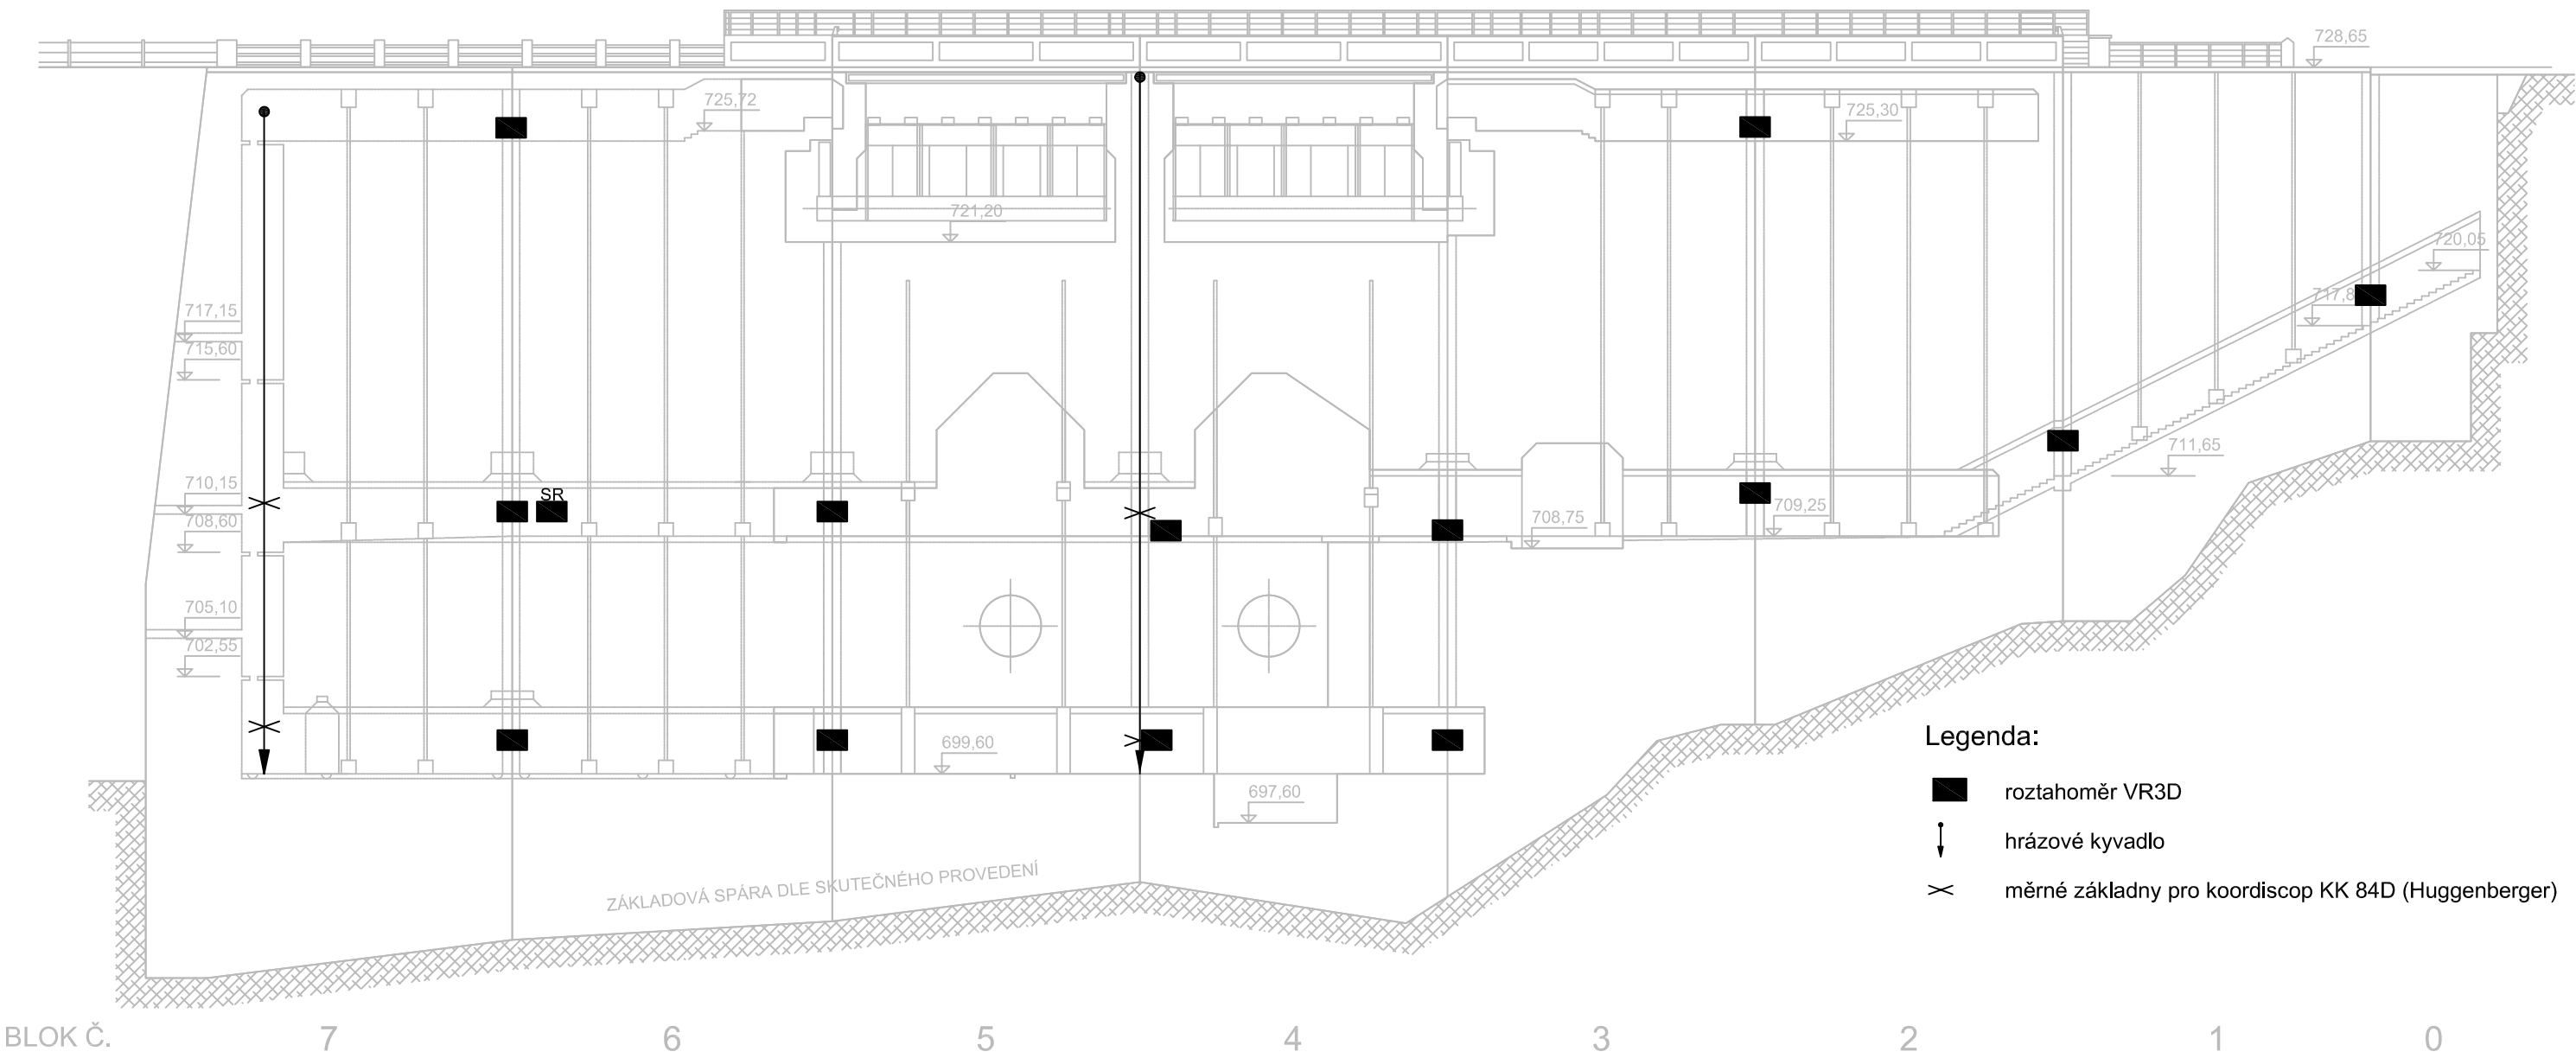 728,65
725,72
725,30
721,20
720,05
717,15
717,8
715,60
711,65
710,15
SR
709,25
708,75
708,60
705,10
702,55
699,60
697,60
ZÁKLADOVÁ SPÁRA DLE SKUTEČNÉHO PROVEDENÍ
Legenda:
roztahoměr VR3D
hrázové kyvadlo
měrné základny pro koordiscop KK 84D (Huggenberger)
BLOK Č. 7 6 5 4 3 2 1 0